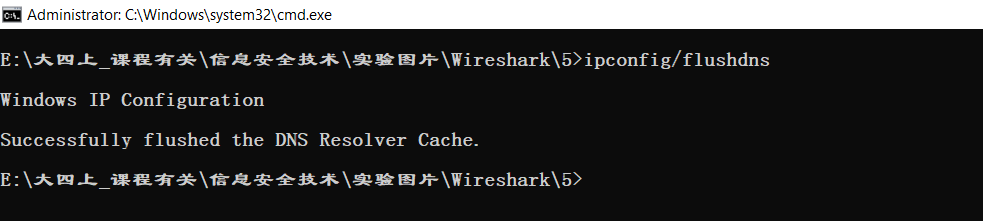 Administrator: C:\Windows\system32\cmd.exe
E:\大四上_课程有关\信息安全技术\实验图片\Wireshark\5>ipconfig/flushdns
Windows IP Configuration
Successfully flushed the DNS Resolver Cache.
E:\大四上_课程有关\信息安全技术\实验图片\Wireshark\5>